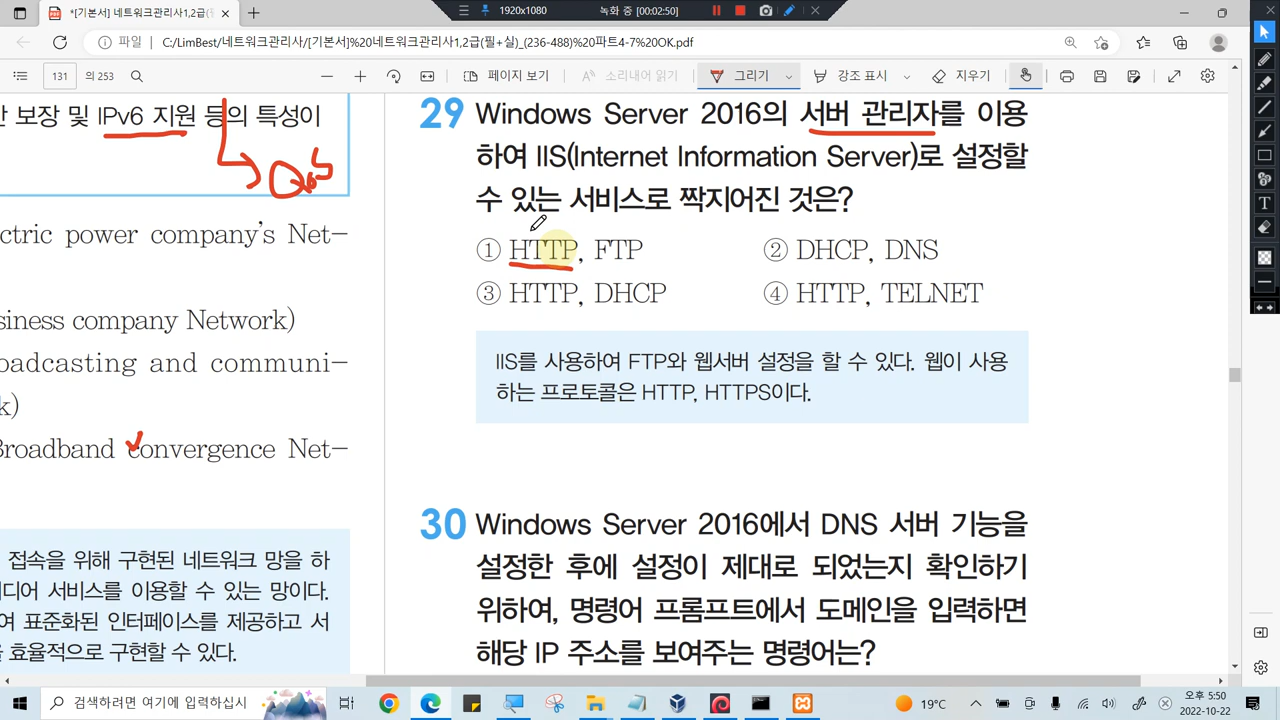 1920x1080
녹화 중 [00:02:50]
*[기본서] 네트워크관리사1,2급(
파일
C:/LimBest/네트워크관리사/[기본서]%20네트워크관리사1,2급(필+실)_(236-488)%20파트4-7%20OK.pdf
131
의 253
페이지 보기
소리내어 읽기
그리기
강조 표시
지우
한 보장 및 IPv6 지원 등의 특성이
QoS
ctric power company's Net-
siness company Network)
oadcasting and communi-
k)
Broadband convergence Net-
접속을 위해 구현된 네트워크 망을 하
디어 서비스를 이용할 수 있는 망이다.
여 표준화된 인터페이스를 제공하고 서
을 효율적으로 구현할 수 있다.
29 Windows Server 2016의 서버 관리자를 이용
하여 IIS(Internet Information Server)로 설정할
수 있는 서비스로 짝지어진 것은?
① HTTP, FTP ② DHCP, DNS
③ HTTP, DHCP ④ HTTP, TELNET
IIS를 사용하여 FTP와 웹서버 설정을 할 수 있다. 웹이 사용
하는 프로토콜은 HTTP, HTTPS이다.
30 Windows Server 2016에서 DNS 서버 기능을
설정한 후에 설정이 제대로 되었는지 확인하기
위하여, 명령어 프롬프트에서 도메인을 입력하면
해당 IP 주소를 보여주는 명령어는?
검색하려면 여기에 입력하십시
19°C
오후 5:50
2022-10-22